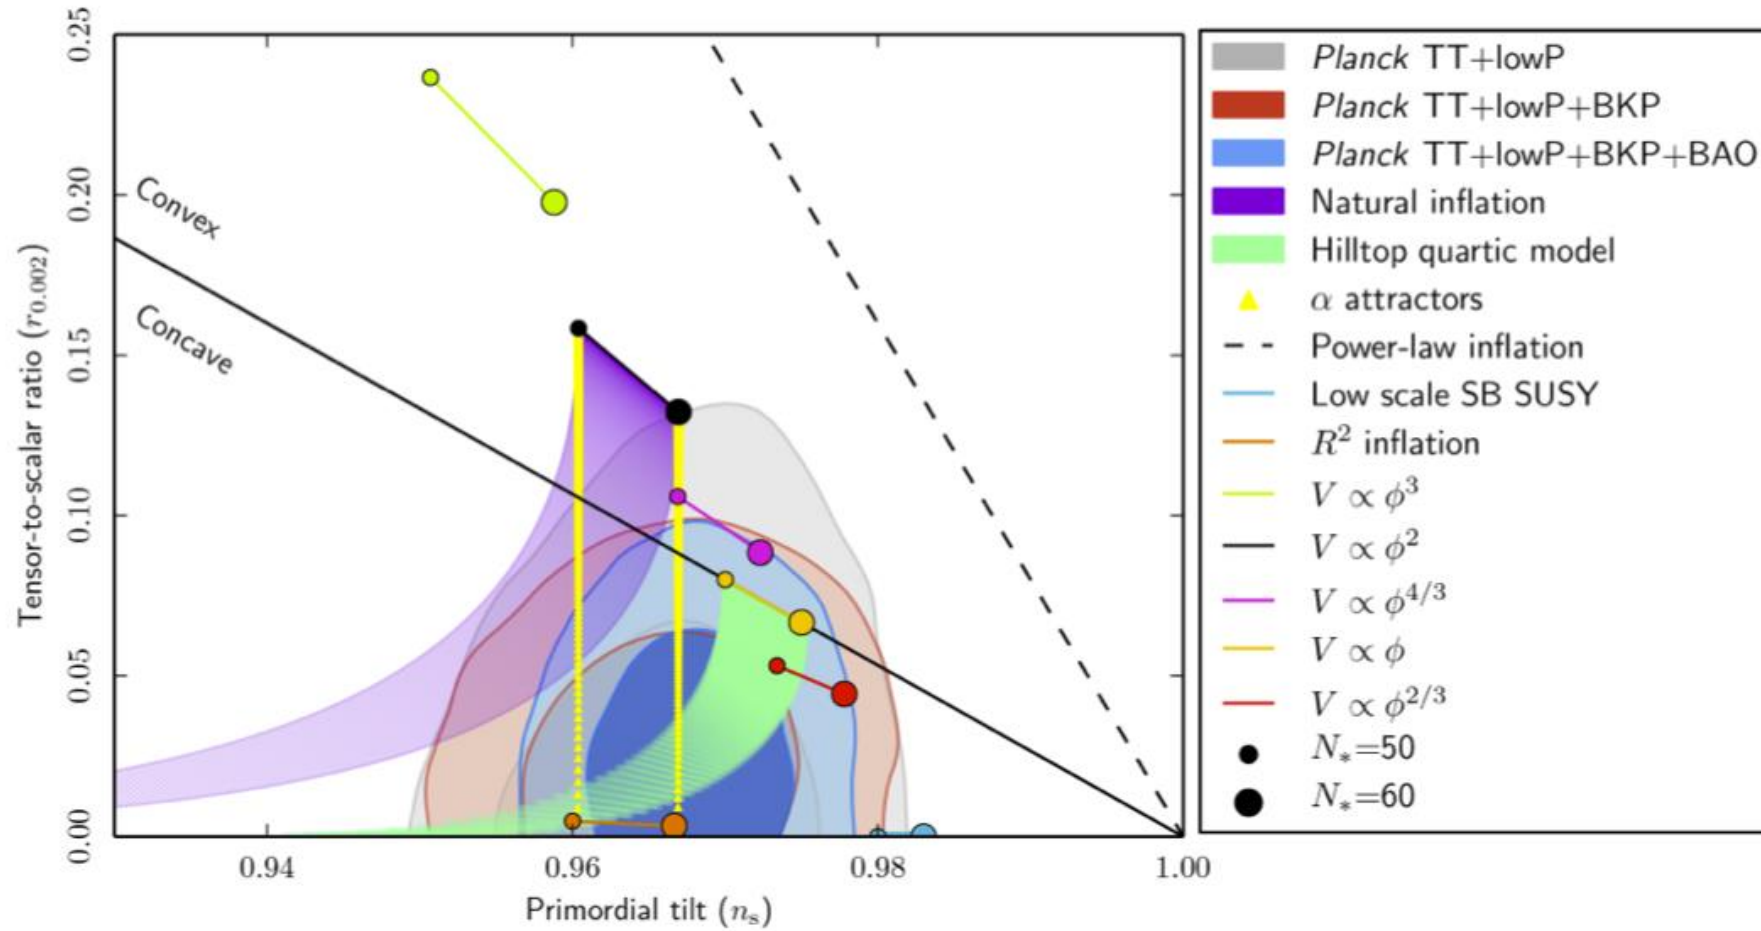 0.25
0.20
0.15
0.10
0.05
0.00
Tensor-to-scalar ratio (r₀.₀₀₂)
Convex
Concave
0.94 0.96 0.98 1.00
Primordial tilt (nₛ)
Planck TT+lowP
Planck TT+lowP+BKP
Planck TT+lowP+BKP+BAO
Natural inflation
Hilltop quartic model
α attractors
Power-law inflation
Low scale SB SUSY
R² inflation
V ∝ ϕ³
V ∝ ϕ²
V ∝ ϕ^{4/3}
V ∝ ϕ
V ∝ ϕ^{2/3}
N∗=50
N∗=60